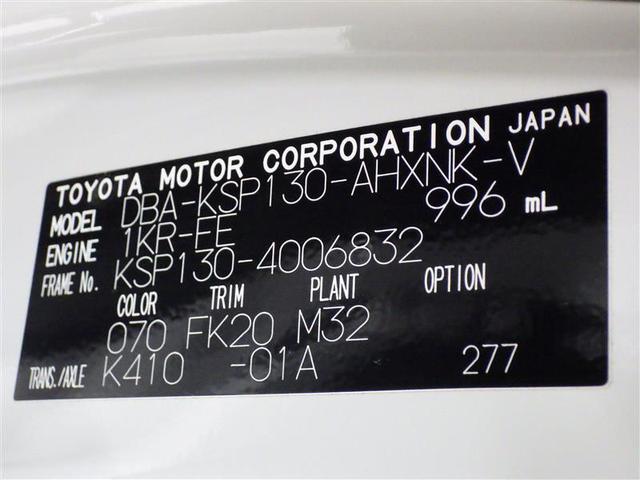 TOYOTA MOTOR CORPORATION JAPAN
MODEL DBA-KSP130-AHXNK-V
ENGINE 1KR-FE 996 mL
FRAME No. KSP130-4006832
COLOR TRIM PLANT OPTION
070 FK20 M32
TRANS./AXLE K410 -01A 277